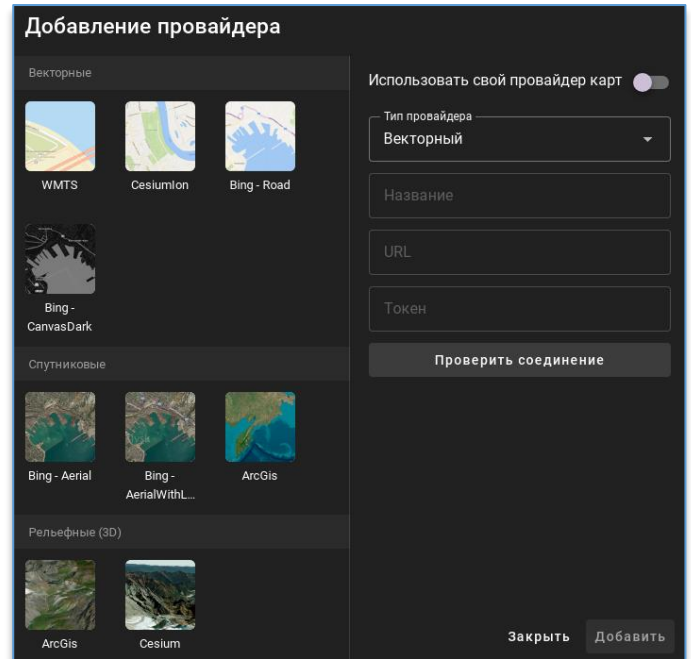 Добавление провайдера
Векторные
WMTS
CesiumIon
Bing - Road
Bing -
CanvasDark
Спутниковые
Bing - Aerial
Bing -
AerialWithL...
ArcGis
Рельефные (3D)
ArcGis
Cesium
Использовать свой провайдер карт
Тип провайдера
Векторный
Название
URL
Токен
Проверить соединение
Закрыть
Добавить